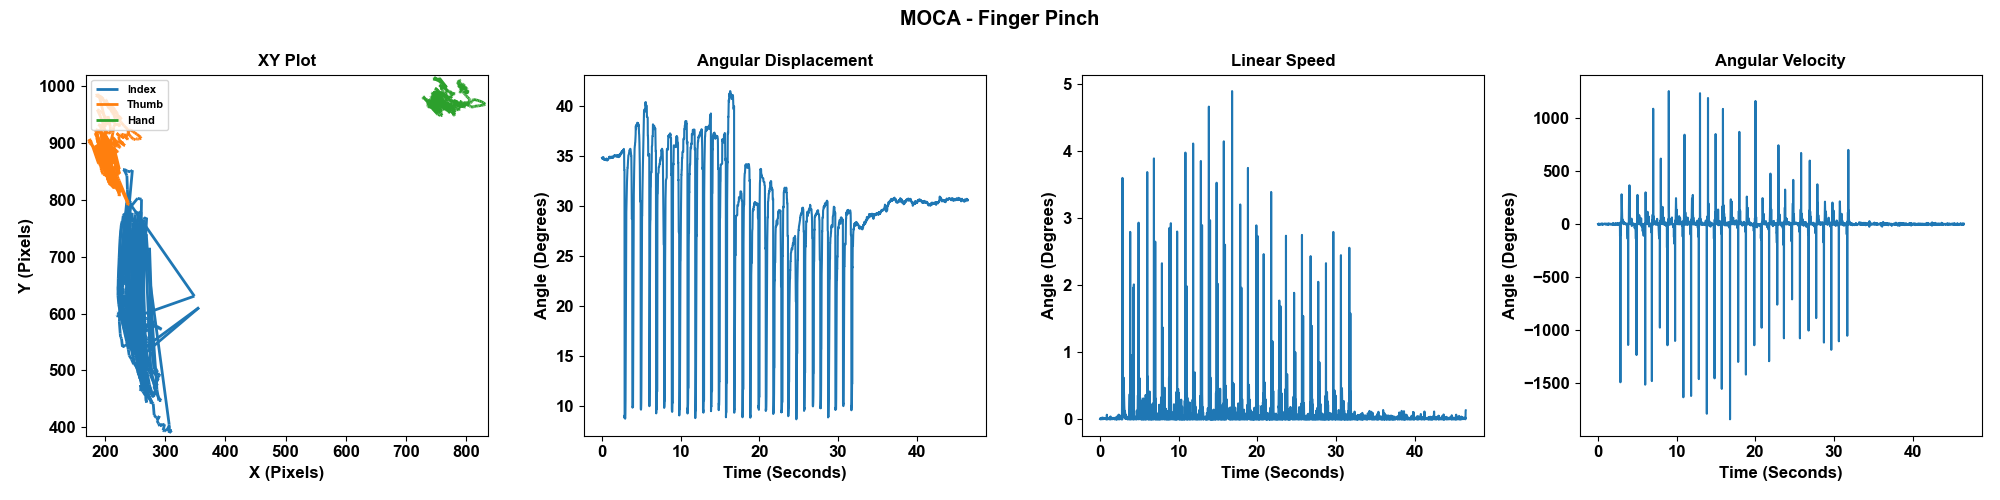 MOCA - Finger Pinch
XY Plot
Index
Thumb
Hand
1000
900
800
700
600
500
400
Y (Pixels)
200 300 400 500 600 700 800
X (Pixels)
Angular Displacement
40
35
30
25
20
15
10
Angle (Degrees)
0 10 20 30 40
Time (Seconds)
Linear Speed
5
4
3
2
1
0
Angle (Degrees)
0 10 20 30 40
Time (Seconds)
Angular Velocity
1000
500
0
−500
−1000
−1500
Angle (Degrees)
0 10 20 30 40
Time (Seconds)